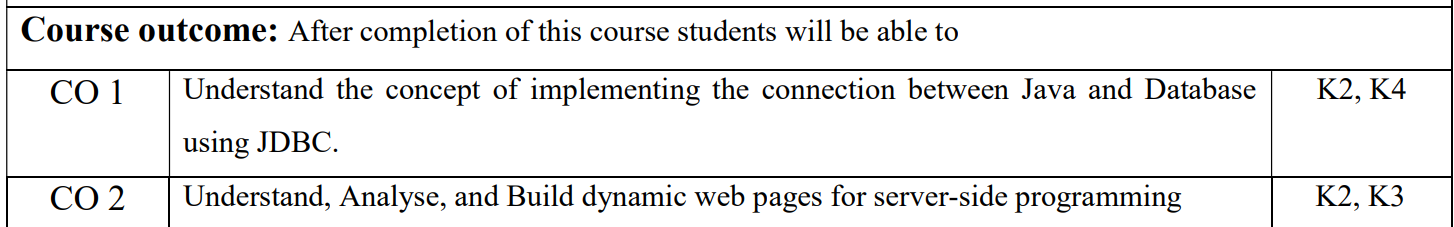 Course outcome: After completion of this course students will be able to
CO 1 Understand the concept of implementing the connection between Java and Database K2, K4
using JDBC.
CO 2 Understand, Analyse, and Build dynamic web pages for server-side programming K2, K3